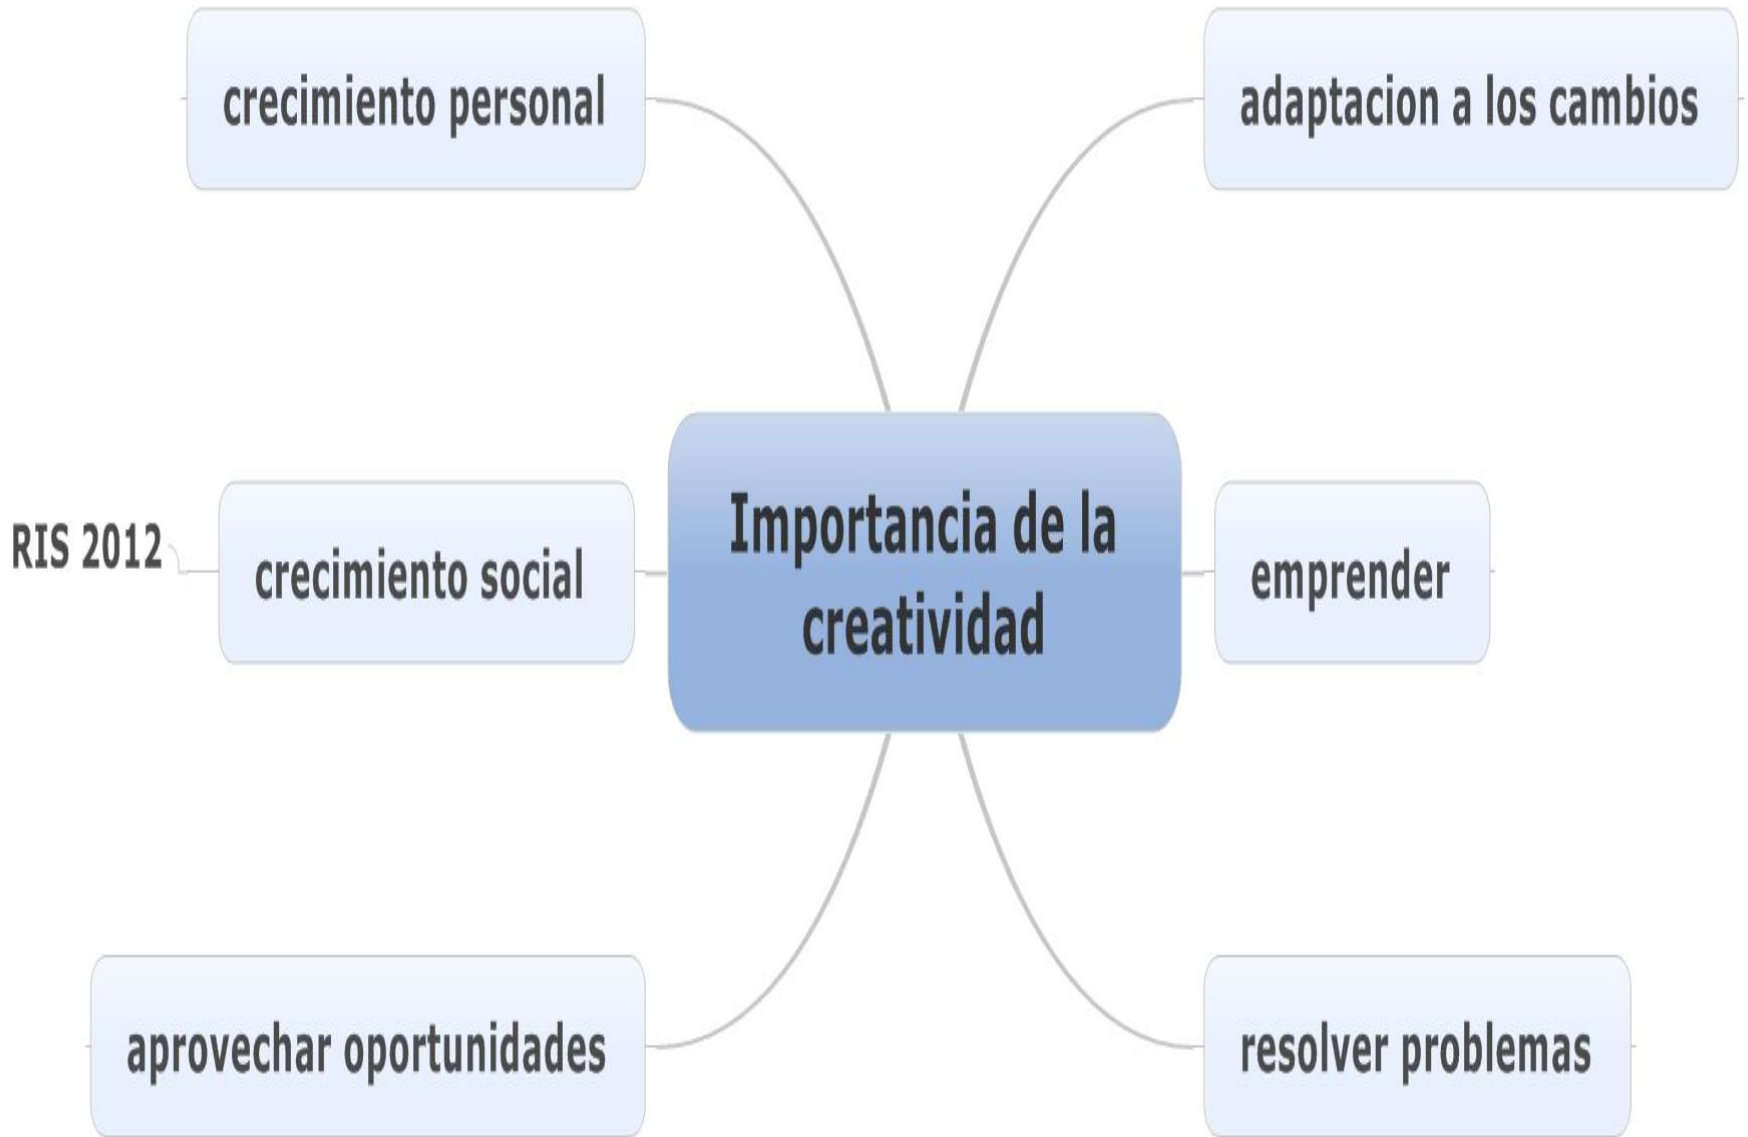 crecimiento personal
adaptacion a los cambios
Importancia de la
creatividad
RIS 2012
crecimiento social
emprender
aprovechar oportunidades
resolver problemas